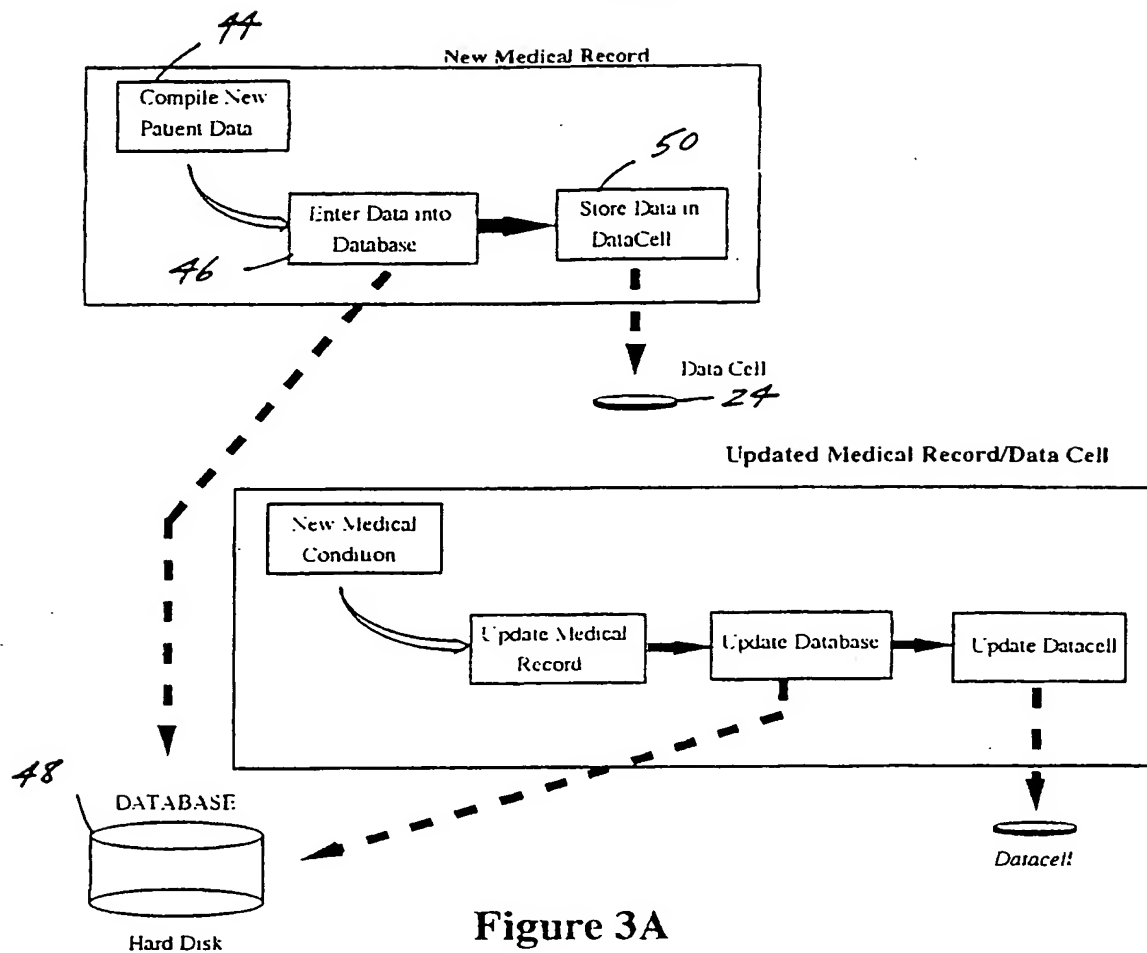 44
New Medical Record
Compile New
Patient Data
50
Enter Data into
Database
Store Data in
DataCell
46
Data Cell
24
Updated Medical Record/Data Cell
New Medical
Condition
Update Medical
Record
Update Database
Update Datacell
48
DATABASE
Datacell
Hard Disk
Figure 3A